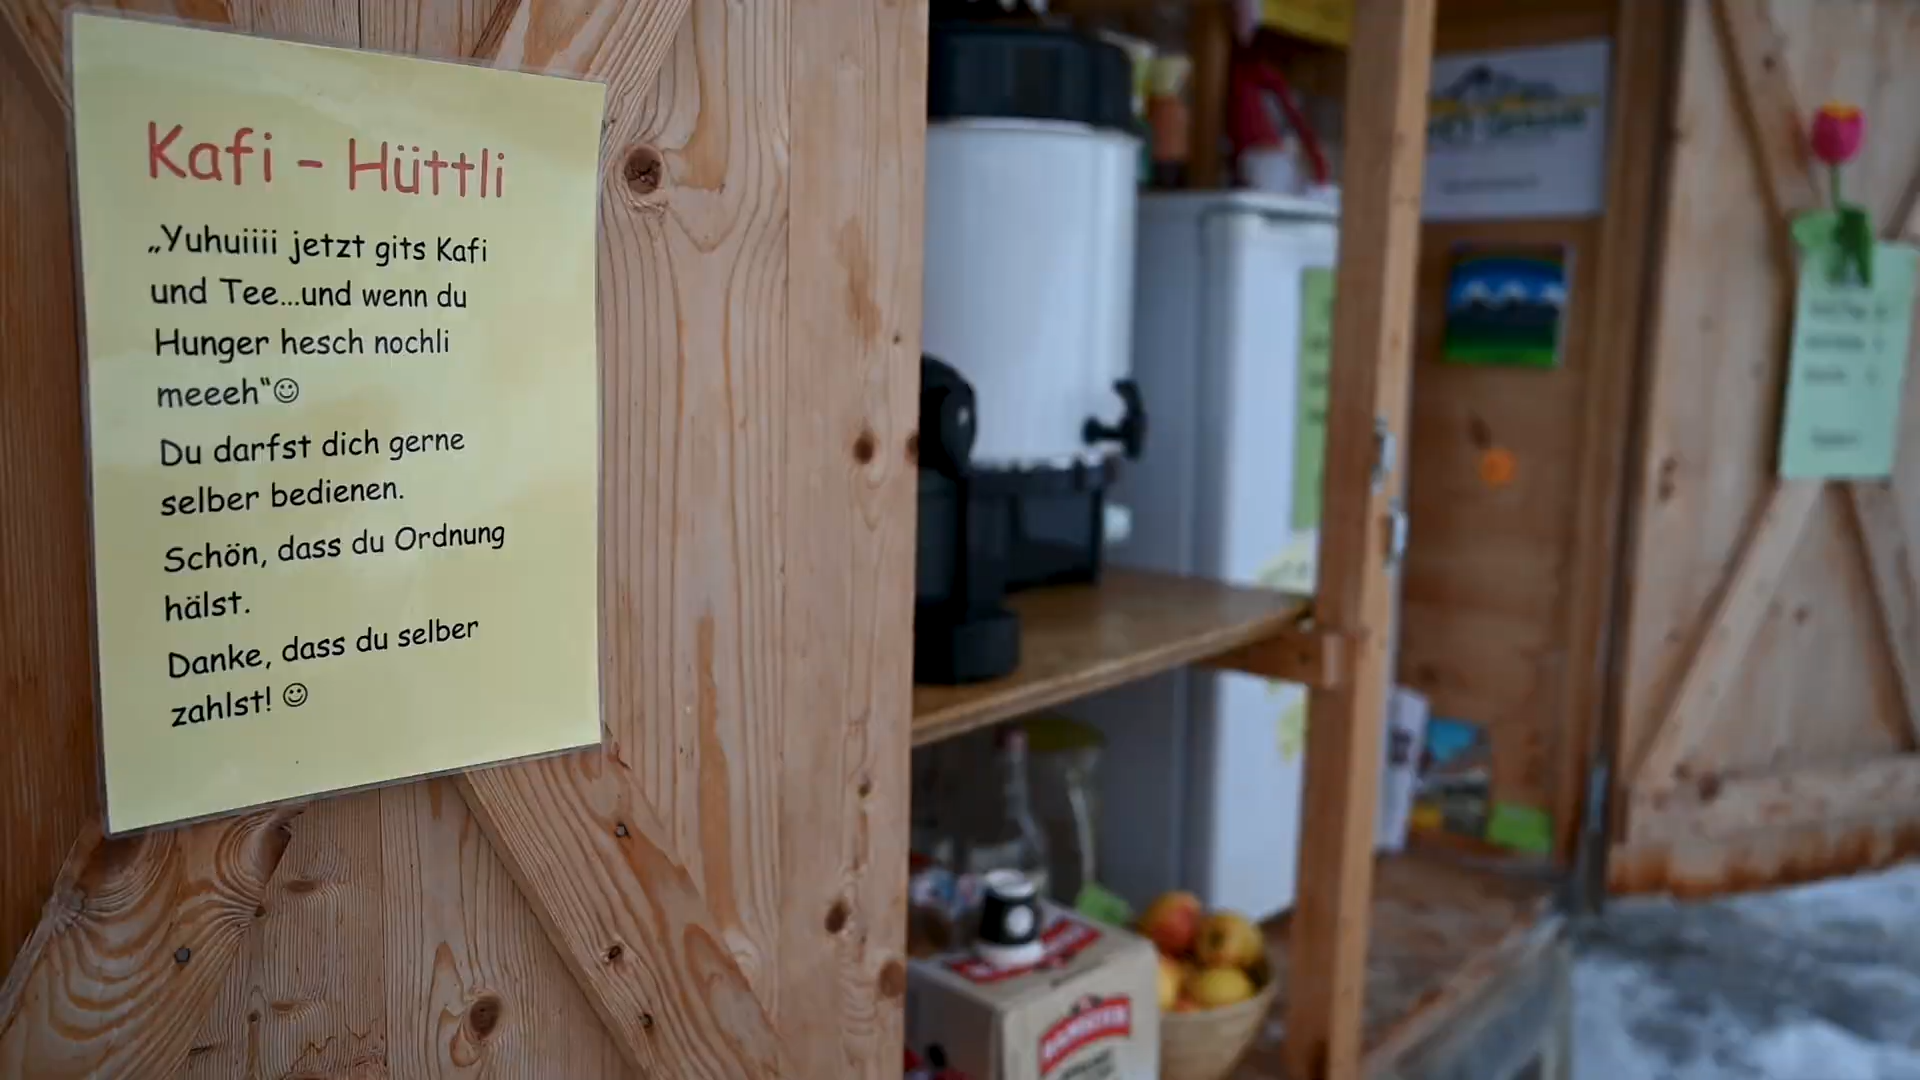 Kafi - Hüttli
„Yuhuiiii jetzt gits Kafi
und Tee...und wenn du
Hunger hesch nochli
meeeh“☺
Du darfst dich gerne
selber bedienen.
Schön, dass du Ordnung
hälst.
Danke, dass du selber
zahlst! ☺